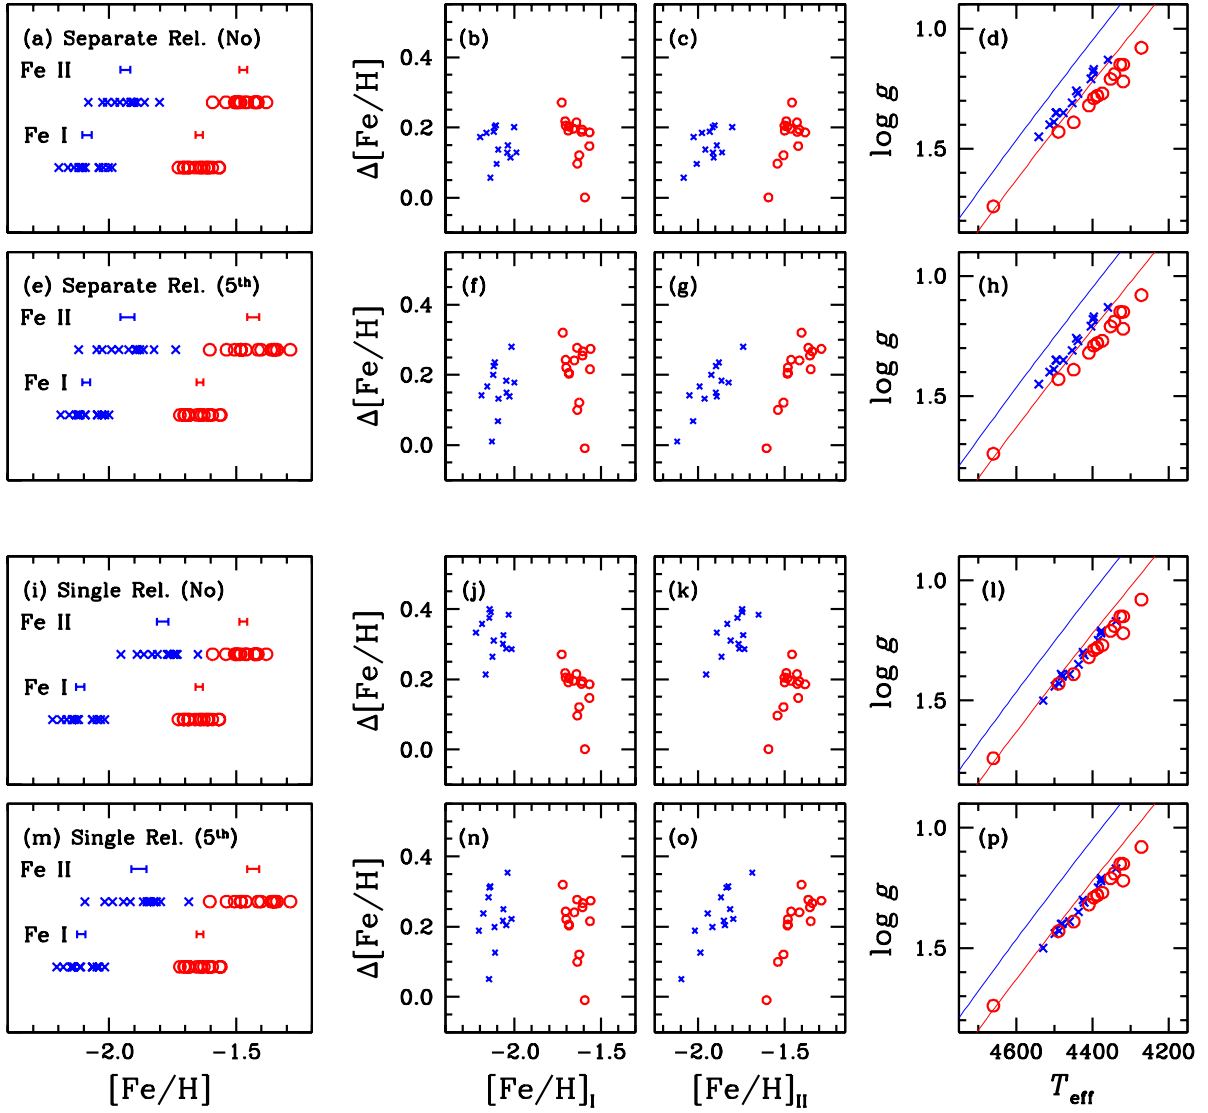 (a) Separate Rel. (No)
Fe II
Fe I
(b)
(c)
(d)
Δ[Fe/H]
0.4
0.2
0.0
log g
1.0
1.5
(e) Separate Rel. (5th)
Fe II
Fe I
(f)
(g)
(h)
Δ[Fe/H]
0.4
0.2
0.0
log g
1.0
1.5
(i) Single Rel. (No)
Fe II
Fe I
(j)
(k)
(l)
Δ[Fe/H]
0.4
0.2
0.0
log g
1.0
1.5
(m) Single Rel. (5th)
Fe II
Fe I
(n)
(o)
(p)
Δ[Fe/H]
0.4
0.2
0.0
log g
1.0
1.5
−2.0 −1.5
−2.0 −1.5
−2.0 −1.5
4600 4400 4200
[Fe/H]
[Fe/H]I
[Fe/H]II
Teff